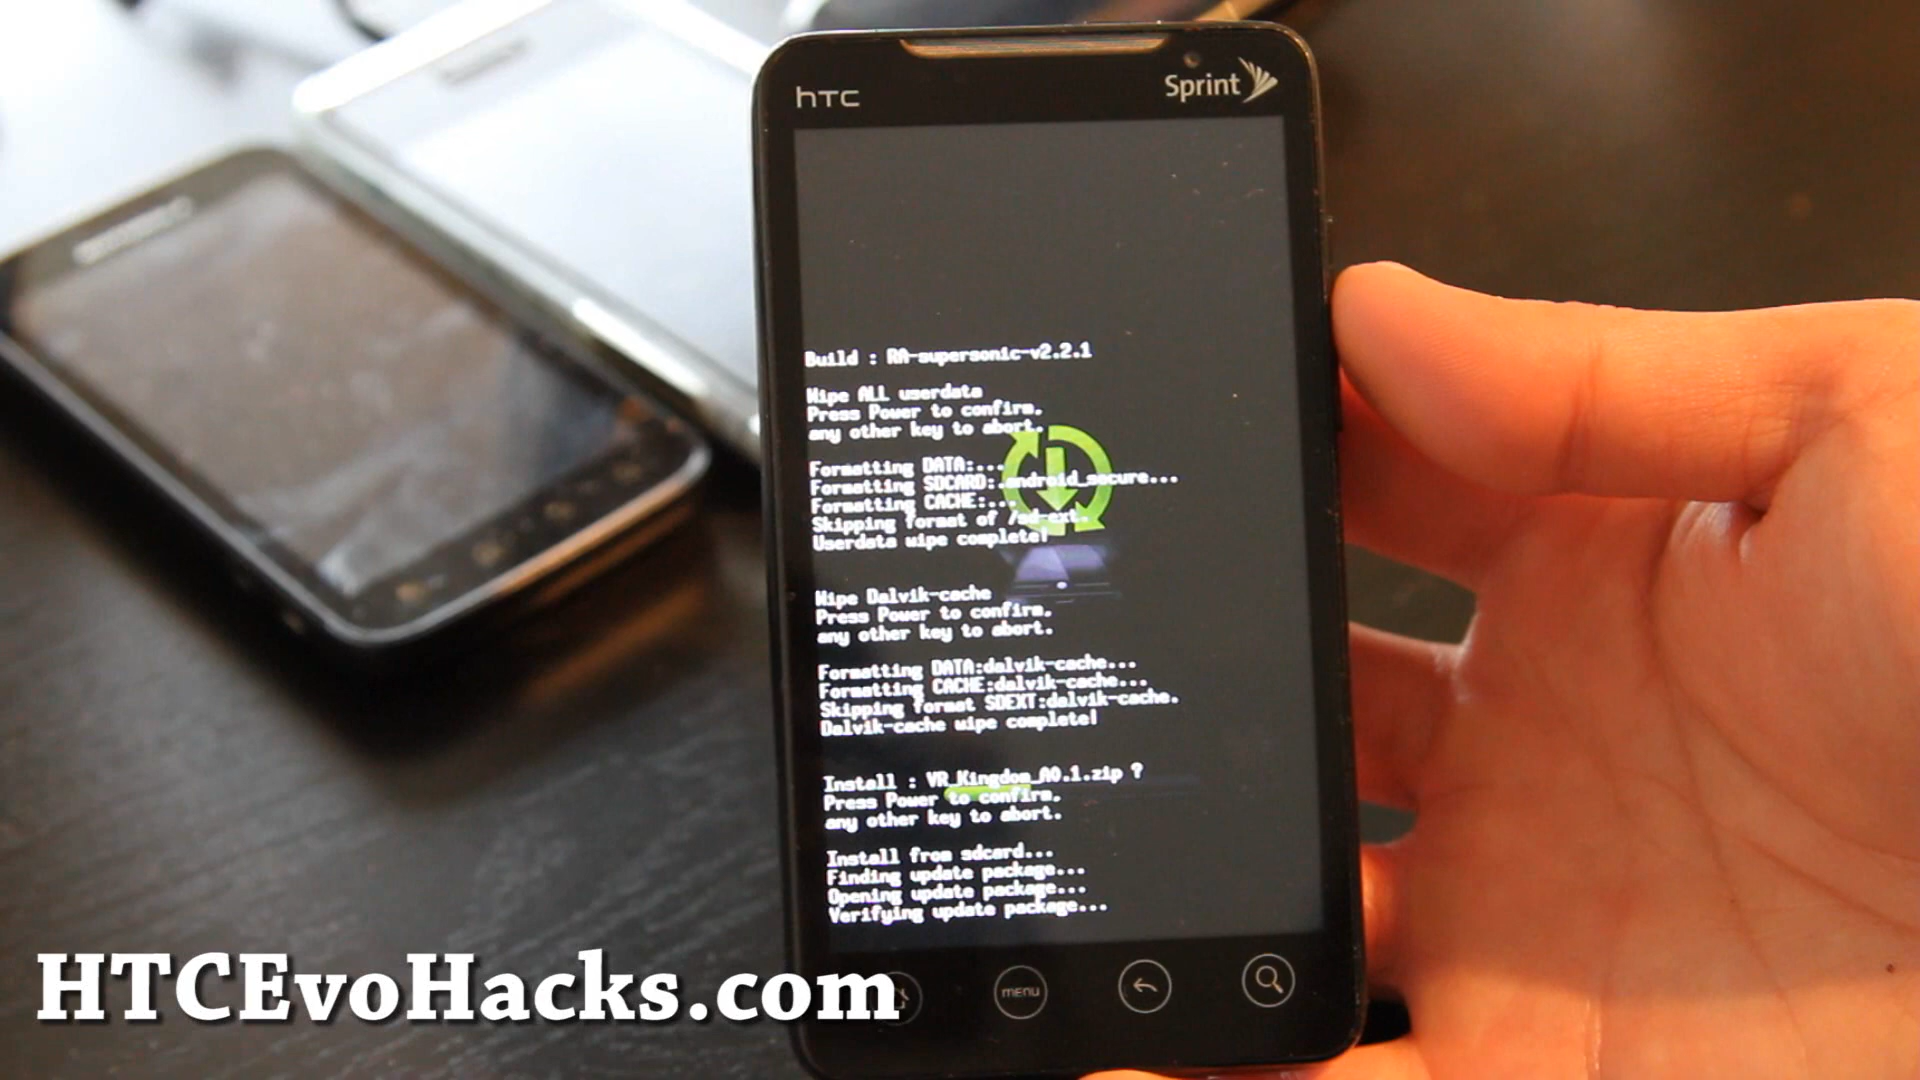 hTC
Sprint
Build : RA-supersonic-v2.2.1
Wipe ALL userdata
Press Power to confirm,
any other key to abort.
Formatting DATA:...
Formatting SDCARD:.android_secure...
Formatting CACHE:...
Skipping format of /sd-ext.
Userdata wipe complete!
Wipe Dalvik-cache
Press Power to confirm,
any other key to abort.
Formatting DATA:dalvik-cache...
Formatting CACHE:dalvik-cache...
Skipping format SDEXT:dalvik-cache.
Dalvik-cache wipe complete!
Install : VR_Kingdom_A0.1.zip ?
Press Power to confirm,
any other key to abort.
Install from sdcard...
Finding update package...
Opening update package...
Verifying update package...
menu
HTCEvoHacks.com